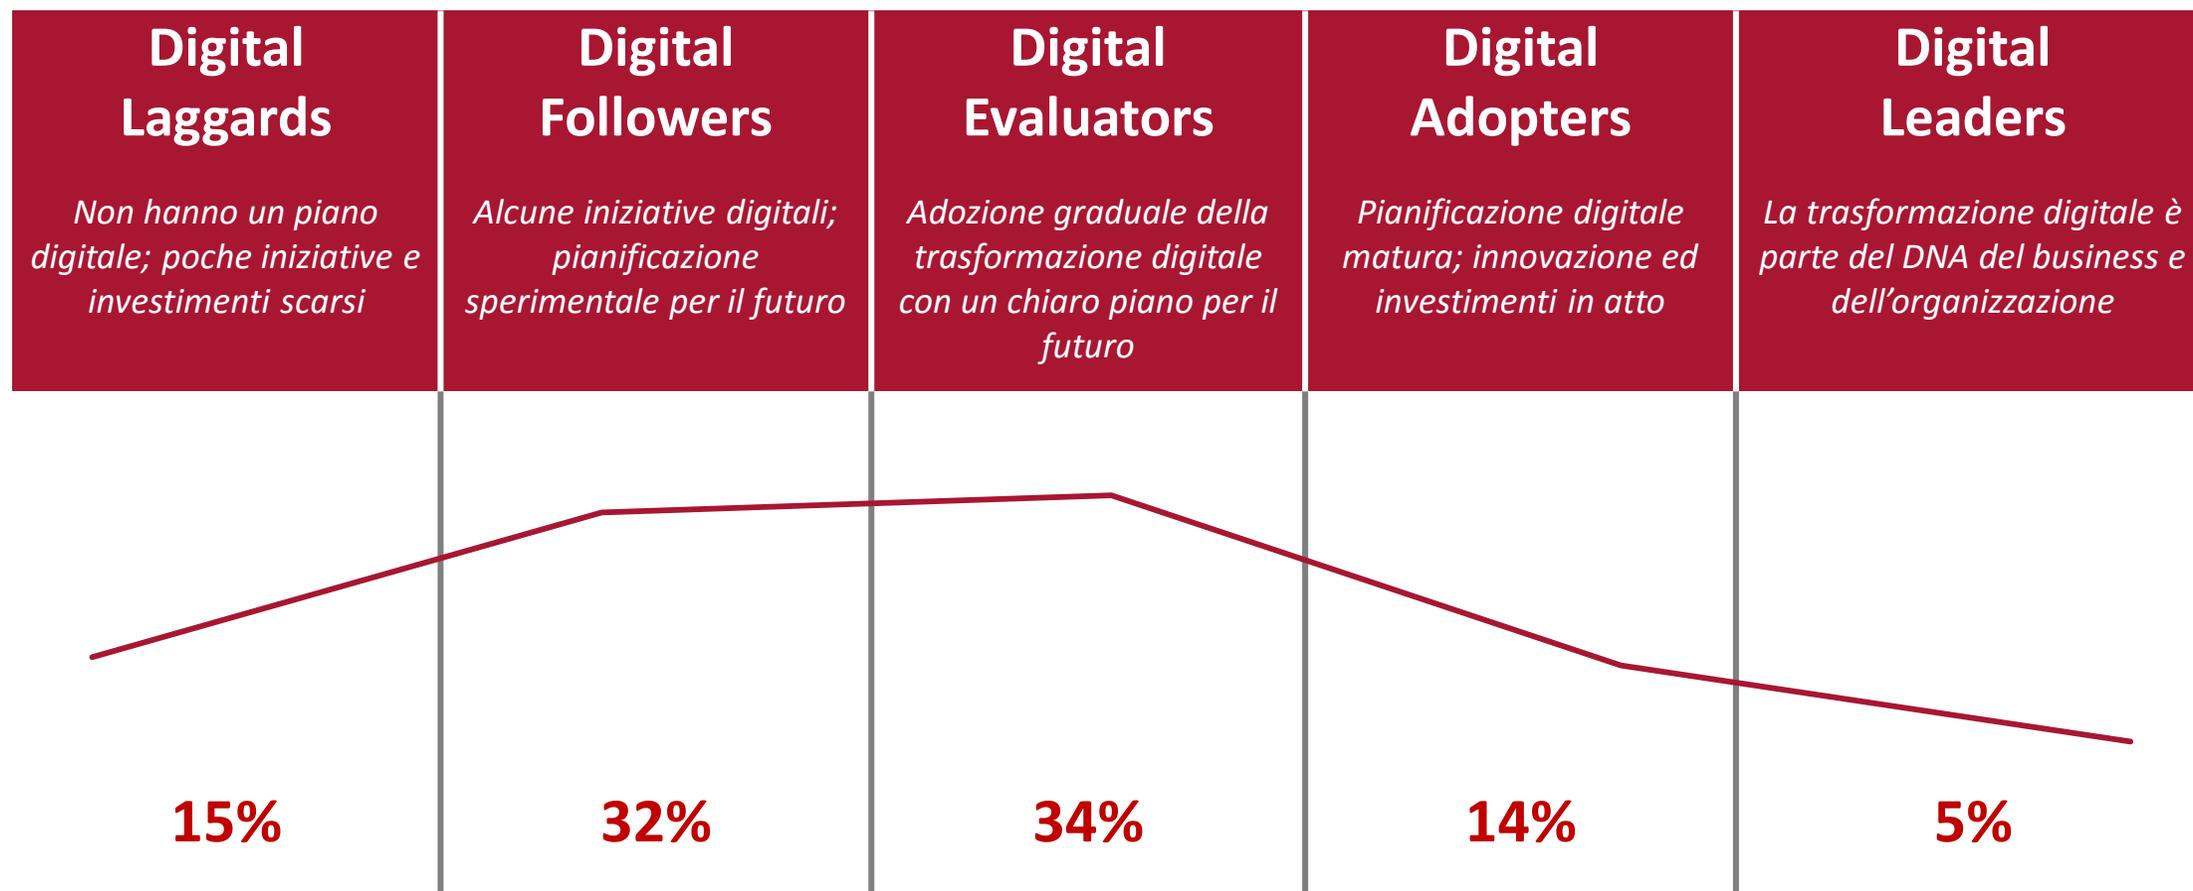 Digital
Laggards
Non hanno un piano
digitale; poche iniziative e
investimenti scarsi
Digital
Followers
Alcune iniziative digitali;
pianificazione
sperimentale per il futuro
Digital
Evaluators
Adozione graduale della
trasformazione digitale
con un chiaro piano per il
futuro
Digital
Adopters
Pianificazione digitale
matura; innovazione ed
investimenti in atto
Digital
Leaders
La trasformazione digitale è
parte del DNA del business e
dell’organizzazione
15%
32%
34%
14%
5%